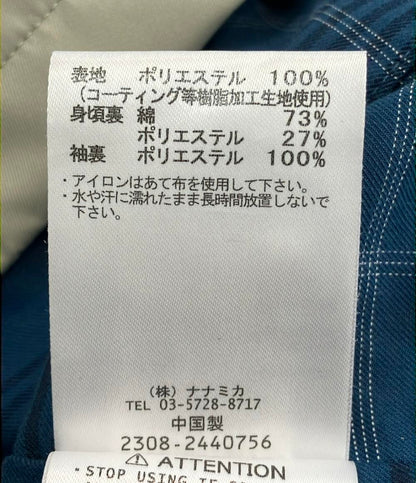 表地 ポリエステル 100%
(コーティング等樹脂加工生地使用)
身頃裏 綿 73%
ポリエステル 27%
袖裏 ポリエステル 100%
・アイロンはあて布を使用して下さい。
・水や汗に濡れたまま長時間放置しないで
下さい。
(株) ナナミカ
TEL 03-5728-8717
中国製
2308-2440756
⚠ ATTENTION
・STOP USING IF